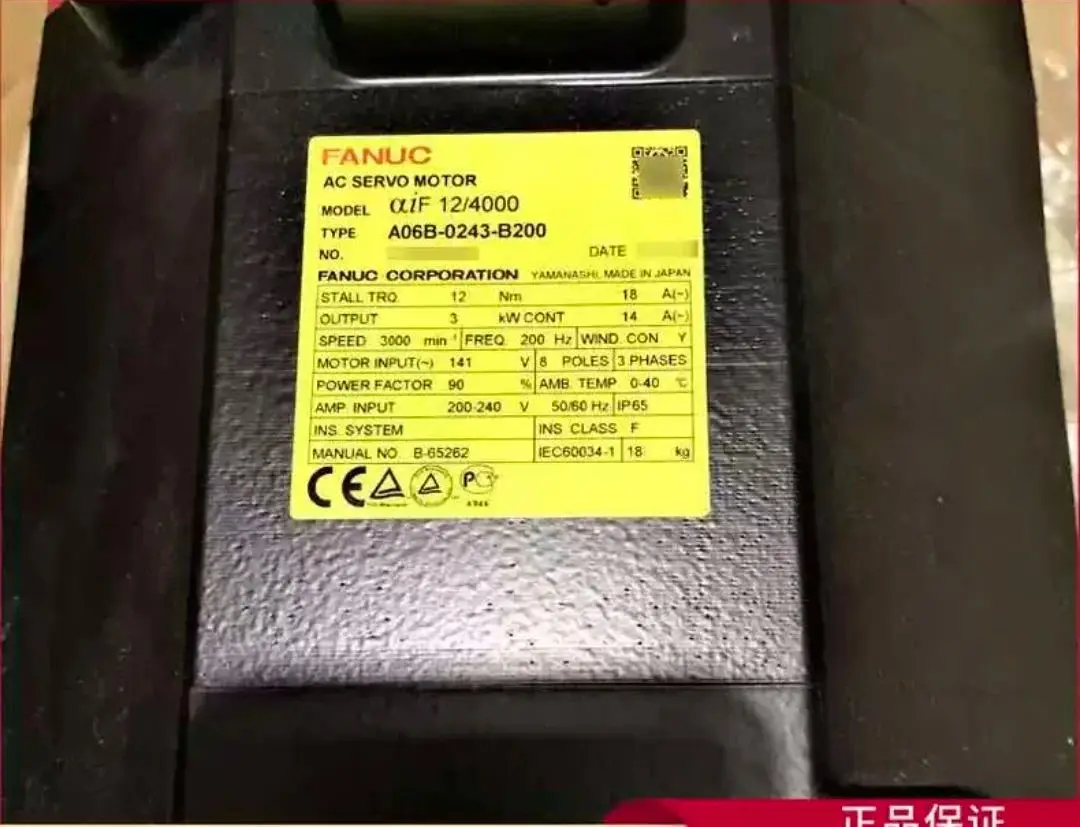 FANUC
AC SERVO MOTOR
MODEL αiF 12/4000
TYPE A06B-0243-B200
NO. DATE
FANUC CORPORATION YAMANASHI, MADE IN JAPAN
STALL TRQ. 12 Nm 18 A(~)
OUTPUT 3 kW CONT 14 A(~)
SPEED 3000 min⁻¹ FREQ. 200 Hz WIND. CON Y
MOTOR INPUT(~) 141 V 8 POLES 3 PHASES
POWER FACTOR 90 % AMB. TEMP 0-40 ℃
AMP. INPUT 200-240 V 50/60 Hz IP65
INS. SYSTEM INS CLASS F
MANUAL NO B-65262 IEC60034-1 18 kg
CE
正品保证